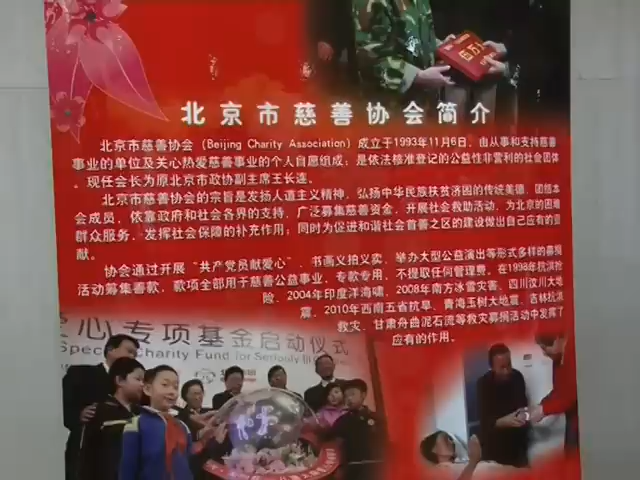 北京市慈善协会简介
北京市慈善协会（Beijing Charity Association）成立于1993年11月6日，由从事和支持慈善
事业的单位及关心热爱慈善事业的个人自愿组成；是依法核准登记的公益性非营利的社会团体
。现任会长为原北京市政协副主席王长连。
北京市慈善协会的宗旨是发扬人道主义精神，弘扬中华民族扶贫济困的传统美德，团结本
会成员，依靠政府和社会各界的支持，广泛募集慈善资金，开展社会救助活动，为北京的困难
群众服务，发挥社会保障的补充作用；同时为促进和谐社会首善之区的建设做出自己应有的贡
献。
协会通过开展“共产党员献爱心”、书画义拍义卖、举办大型公益演出等形式多样的募捐
活动筹集善款，款项全部用于慈善公益事业，专款专用，不提取任何管理费。在1998年抗洪抢
险，2004年印度洋海啸，2008年南方冰雪灾害、四川汶川大地
震，2010年西南五省抗旱、青海玉树大地震、吉林抗洪
救灾、甘肃舟曲泥石流等救灾募捐活动中发挥了
应有的作用。
心专项基金启动仪式
Special Charity Fund for Seriously Ill